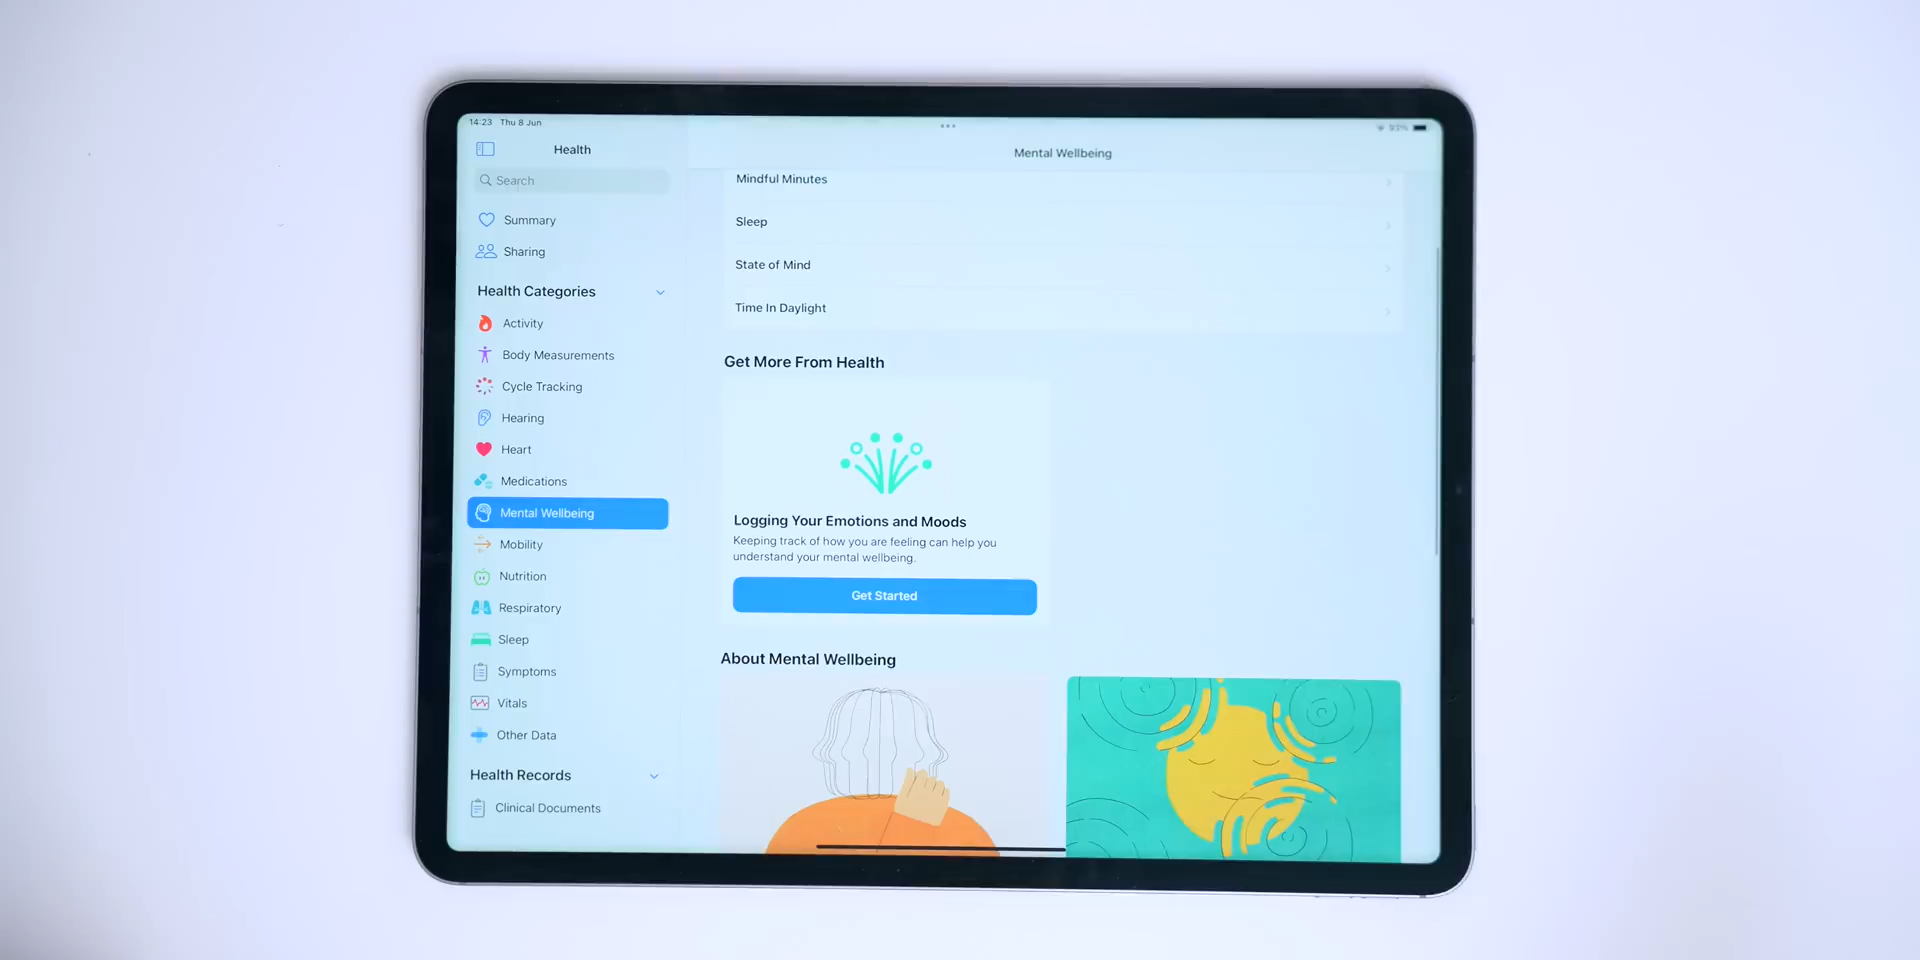 14:23 Thu 8 Jun
93%
Health
Search
Summary
Sharing
Health Categories
Activity
Body Measurements
Cycle Tracking
Hearing
Heart
Medications
Mental Wellbeing
Mobility
Nutrition
Respiratory
Sleep
Symptoms
Vitals
Other Data
Health Records
Clinical Documents
Mental Wellbeing
Mindful Minutes
Sleep
State of Mind
Time In Daylight
Get More From Health
Logging Your Emotions and Moods
Keeping track of how you are feeling can help you
understand your mental wellbeing.
Get Started
About Mental Wellbeing